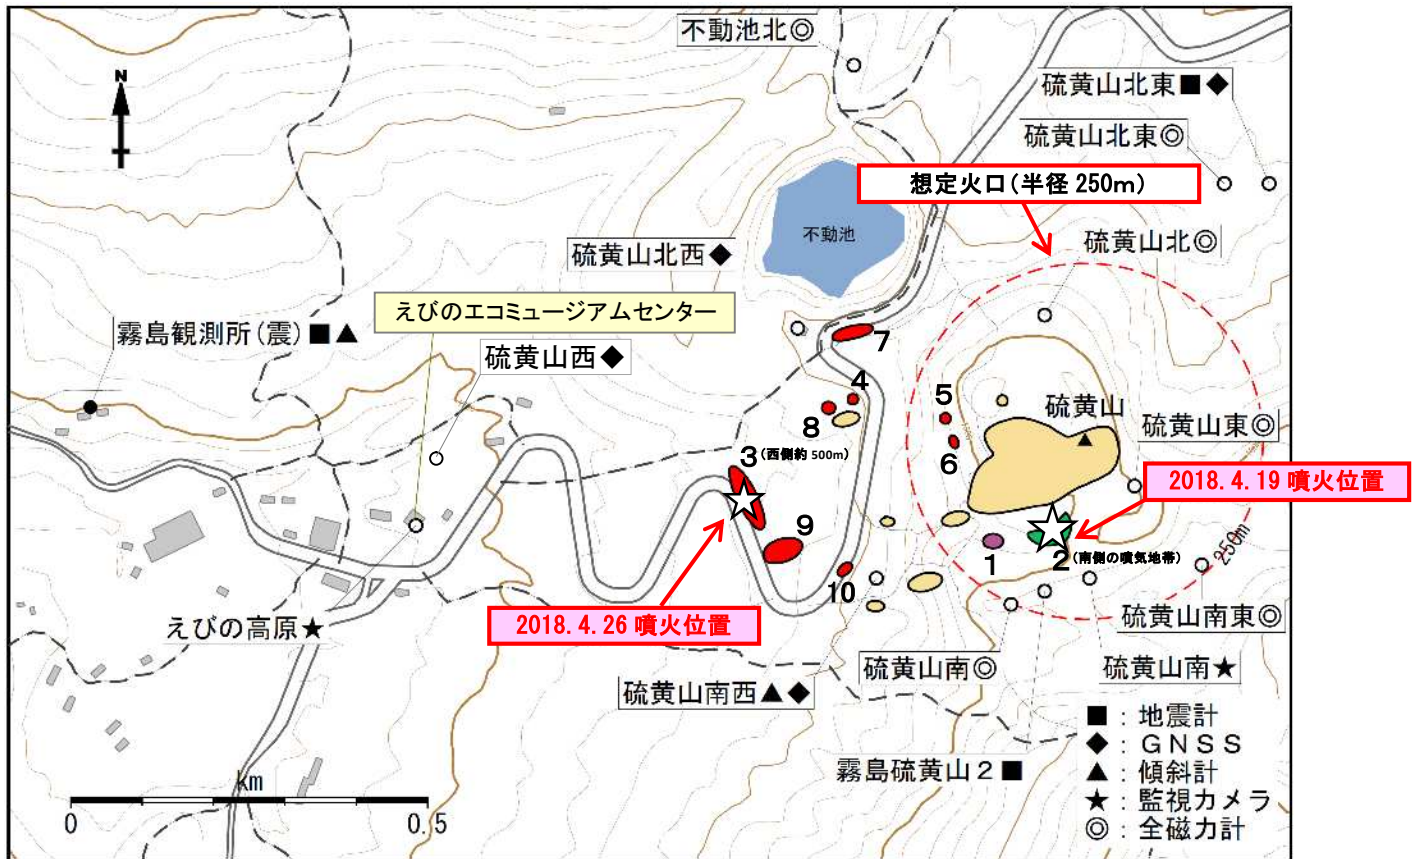 不動池北◎
N
硫黄山北東■◆
硫黄山北東◎
想定火口(半径 250m)
不動池
硫黄山北◎
硫黄山北西◆
えびのエコミュージアムセンター
霧島観測所(震)■▲
硫黄山西◆
7
4
5
8
硫黄山
硫黄山東◎
6
3(西側約 500m)
2018.4.19 噴火位置
9
1
2(南側の噴気地帯)
250m
10
2018.4.26 噴火位置
硫黄山南東◎
えびの高原★
硫黄山南◎
硫黄山南★
硫黄山南西▲◆
霧島硫黄山2■
■:地震計
◆:GNSS
▲:傾斜計
★:監視カメラ
◎:全磁力計
km
0
0.5